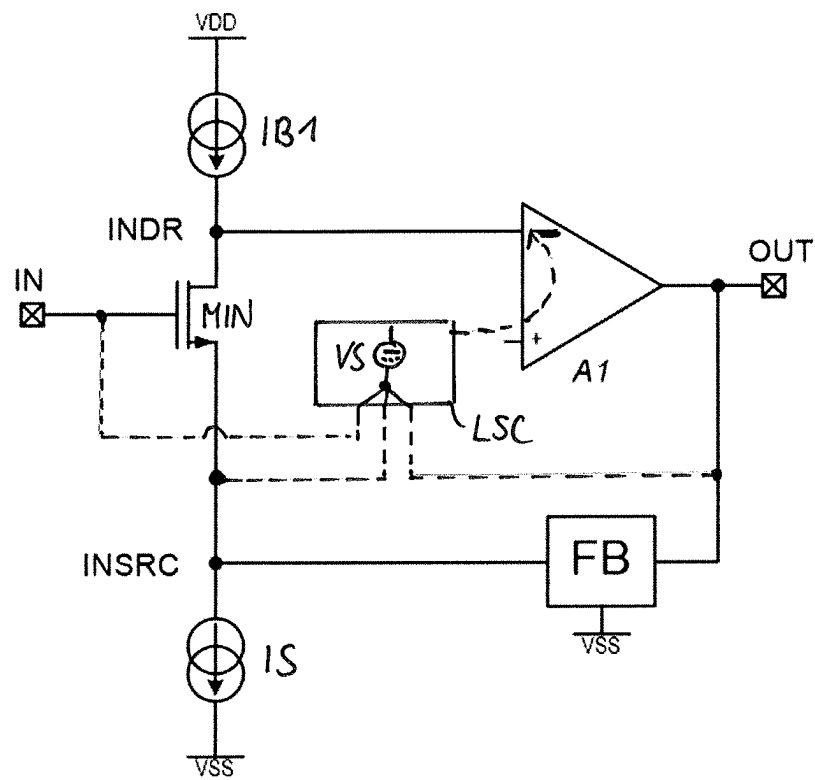 VDD
IB1
INDR
OUT
IN
MIN
VS
+
A1
LSC
INSRC
FB
VSS
IS
VSS